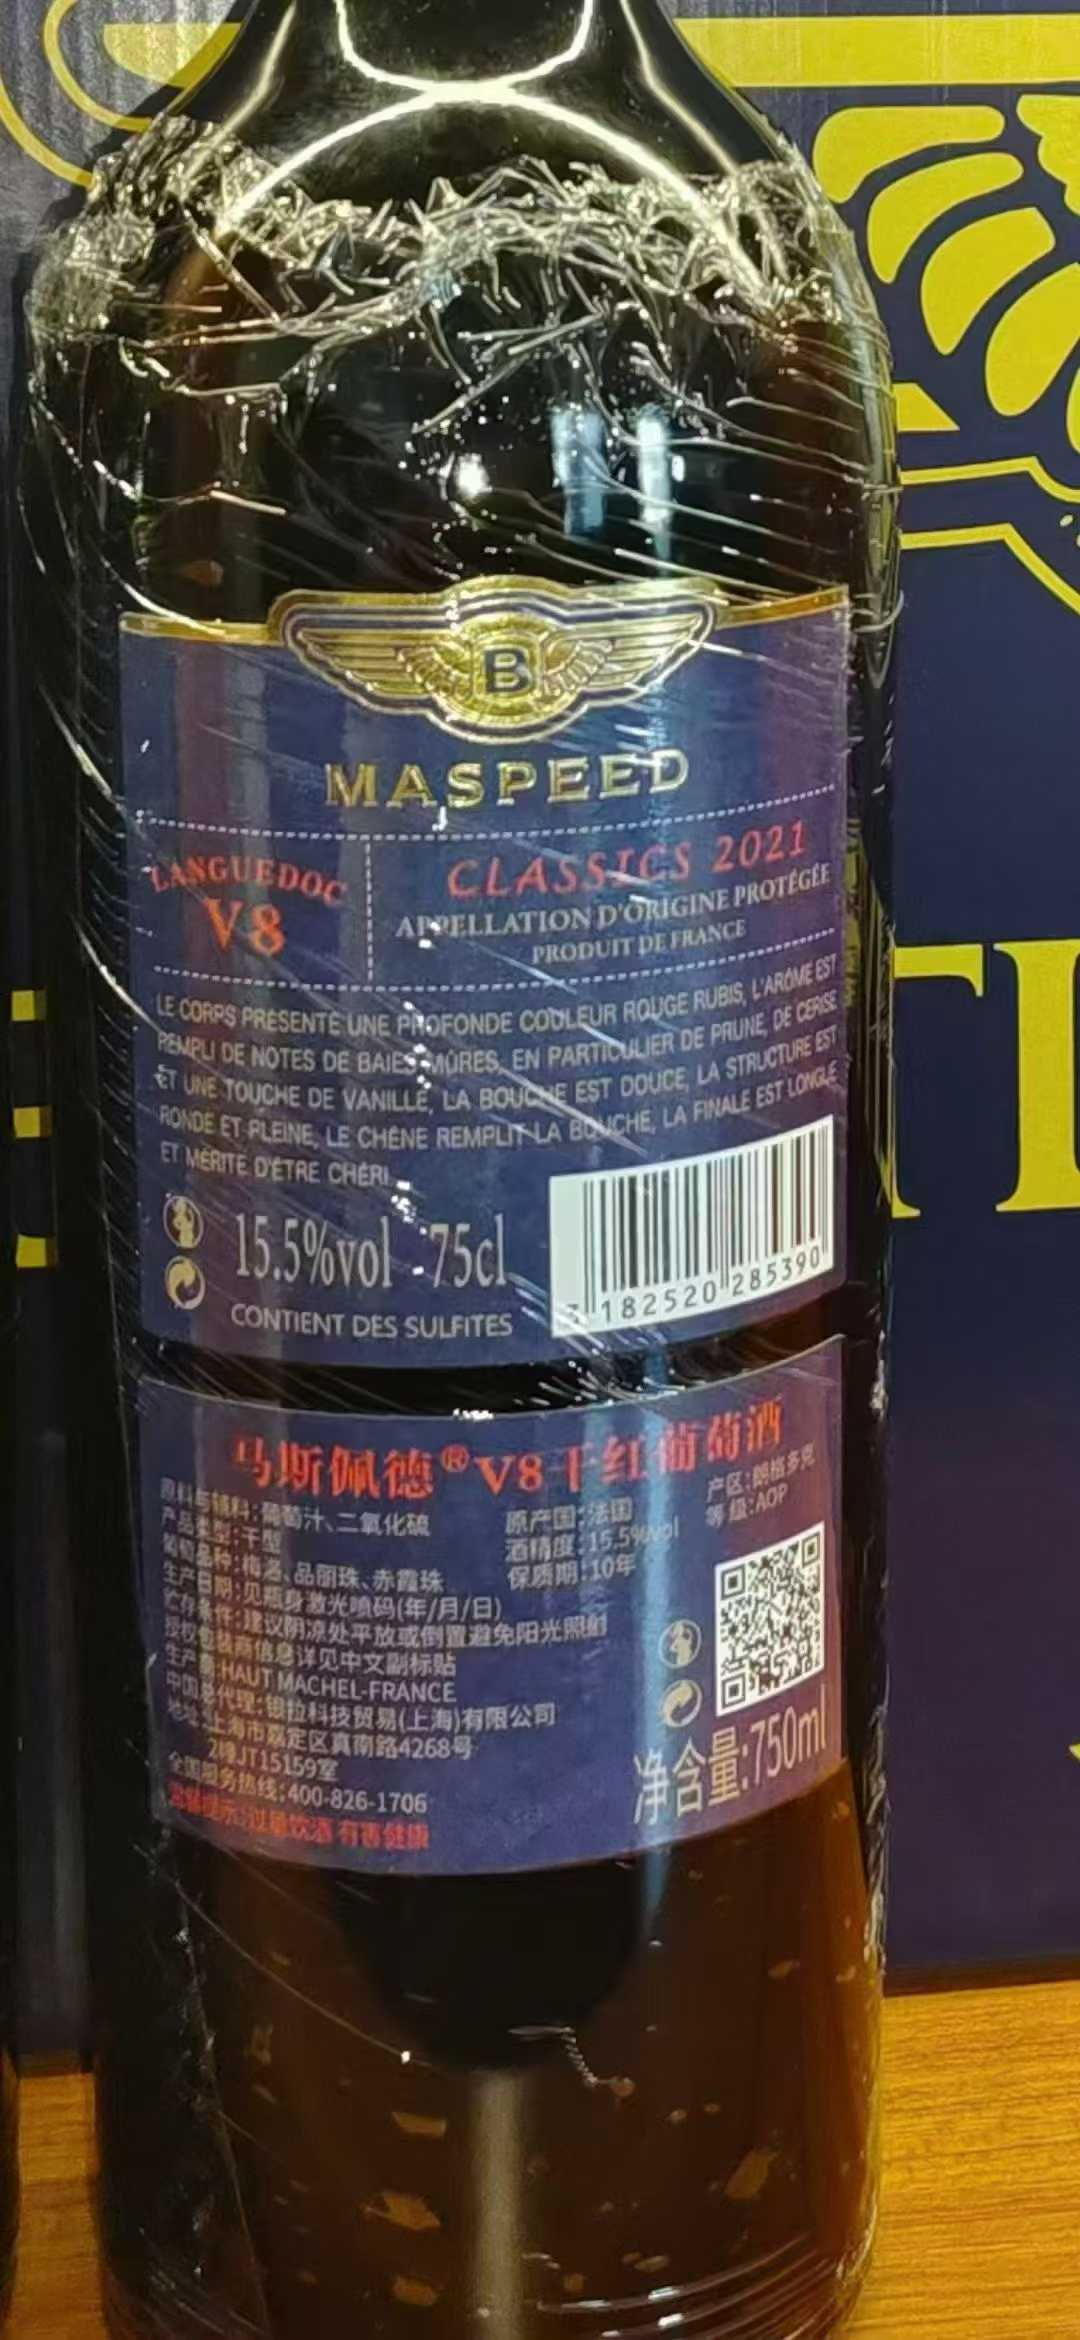 B
MASPEED
LANGUEDOC
V8
CLASSICS 2021
APPELLATION D'ORIGINE PROTÉGÉE
PRODUIT DE FRANCE
LE CORPS PRÉSENTE UNE PROFONDE COULEUR ROUGE RUBIS, L'ARÔME EST
REMPLI DE NOTES DE BAIES MÛRES, EN PARTICULIER DE PRUNE, DE CERISE
ET UNE TOUCHE DE VANILLE, LA BOUCHE EST DOUCE, LA STRUCTURE EST
RONDE ET PLEINE, LE CHÊNE REMPLIT LA BOUCHE, LA FINALE EST LONGUE
ET MÉRITE D'ÊTRE CHÉRI
15.5%vol 75cl
CONTIENT DES SULFITES
3 182520 285390
马斯佩德®V8干红葡萄酒
原料与辅料:葡萄汁、二氧化硫
产品类型:干型
葡萄品种:梅洛、品丽珠、赤霞珠
生产日期:见瓶身激光喷码(年/月/日)
贮存条件:建议阴凉处平放或倒置避免阳光照射
授权包装商信息详见中文副标贴
生产商:HAUT MACHEL-FRANCE
中国总代理:银拉科技贸易(上海)有限公司
地址:上海市嘉定区真南路4268号
2幢JT15159室
全国服务热线:400-826-1706
温馨提示:过量饮酒 有害健康
原产国:法国
酒精度:15.5%vol
保质期:10年
产区:朗格多克
等级:AOP
净含量:750ml